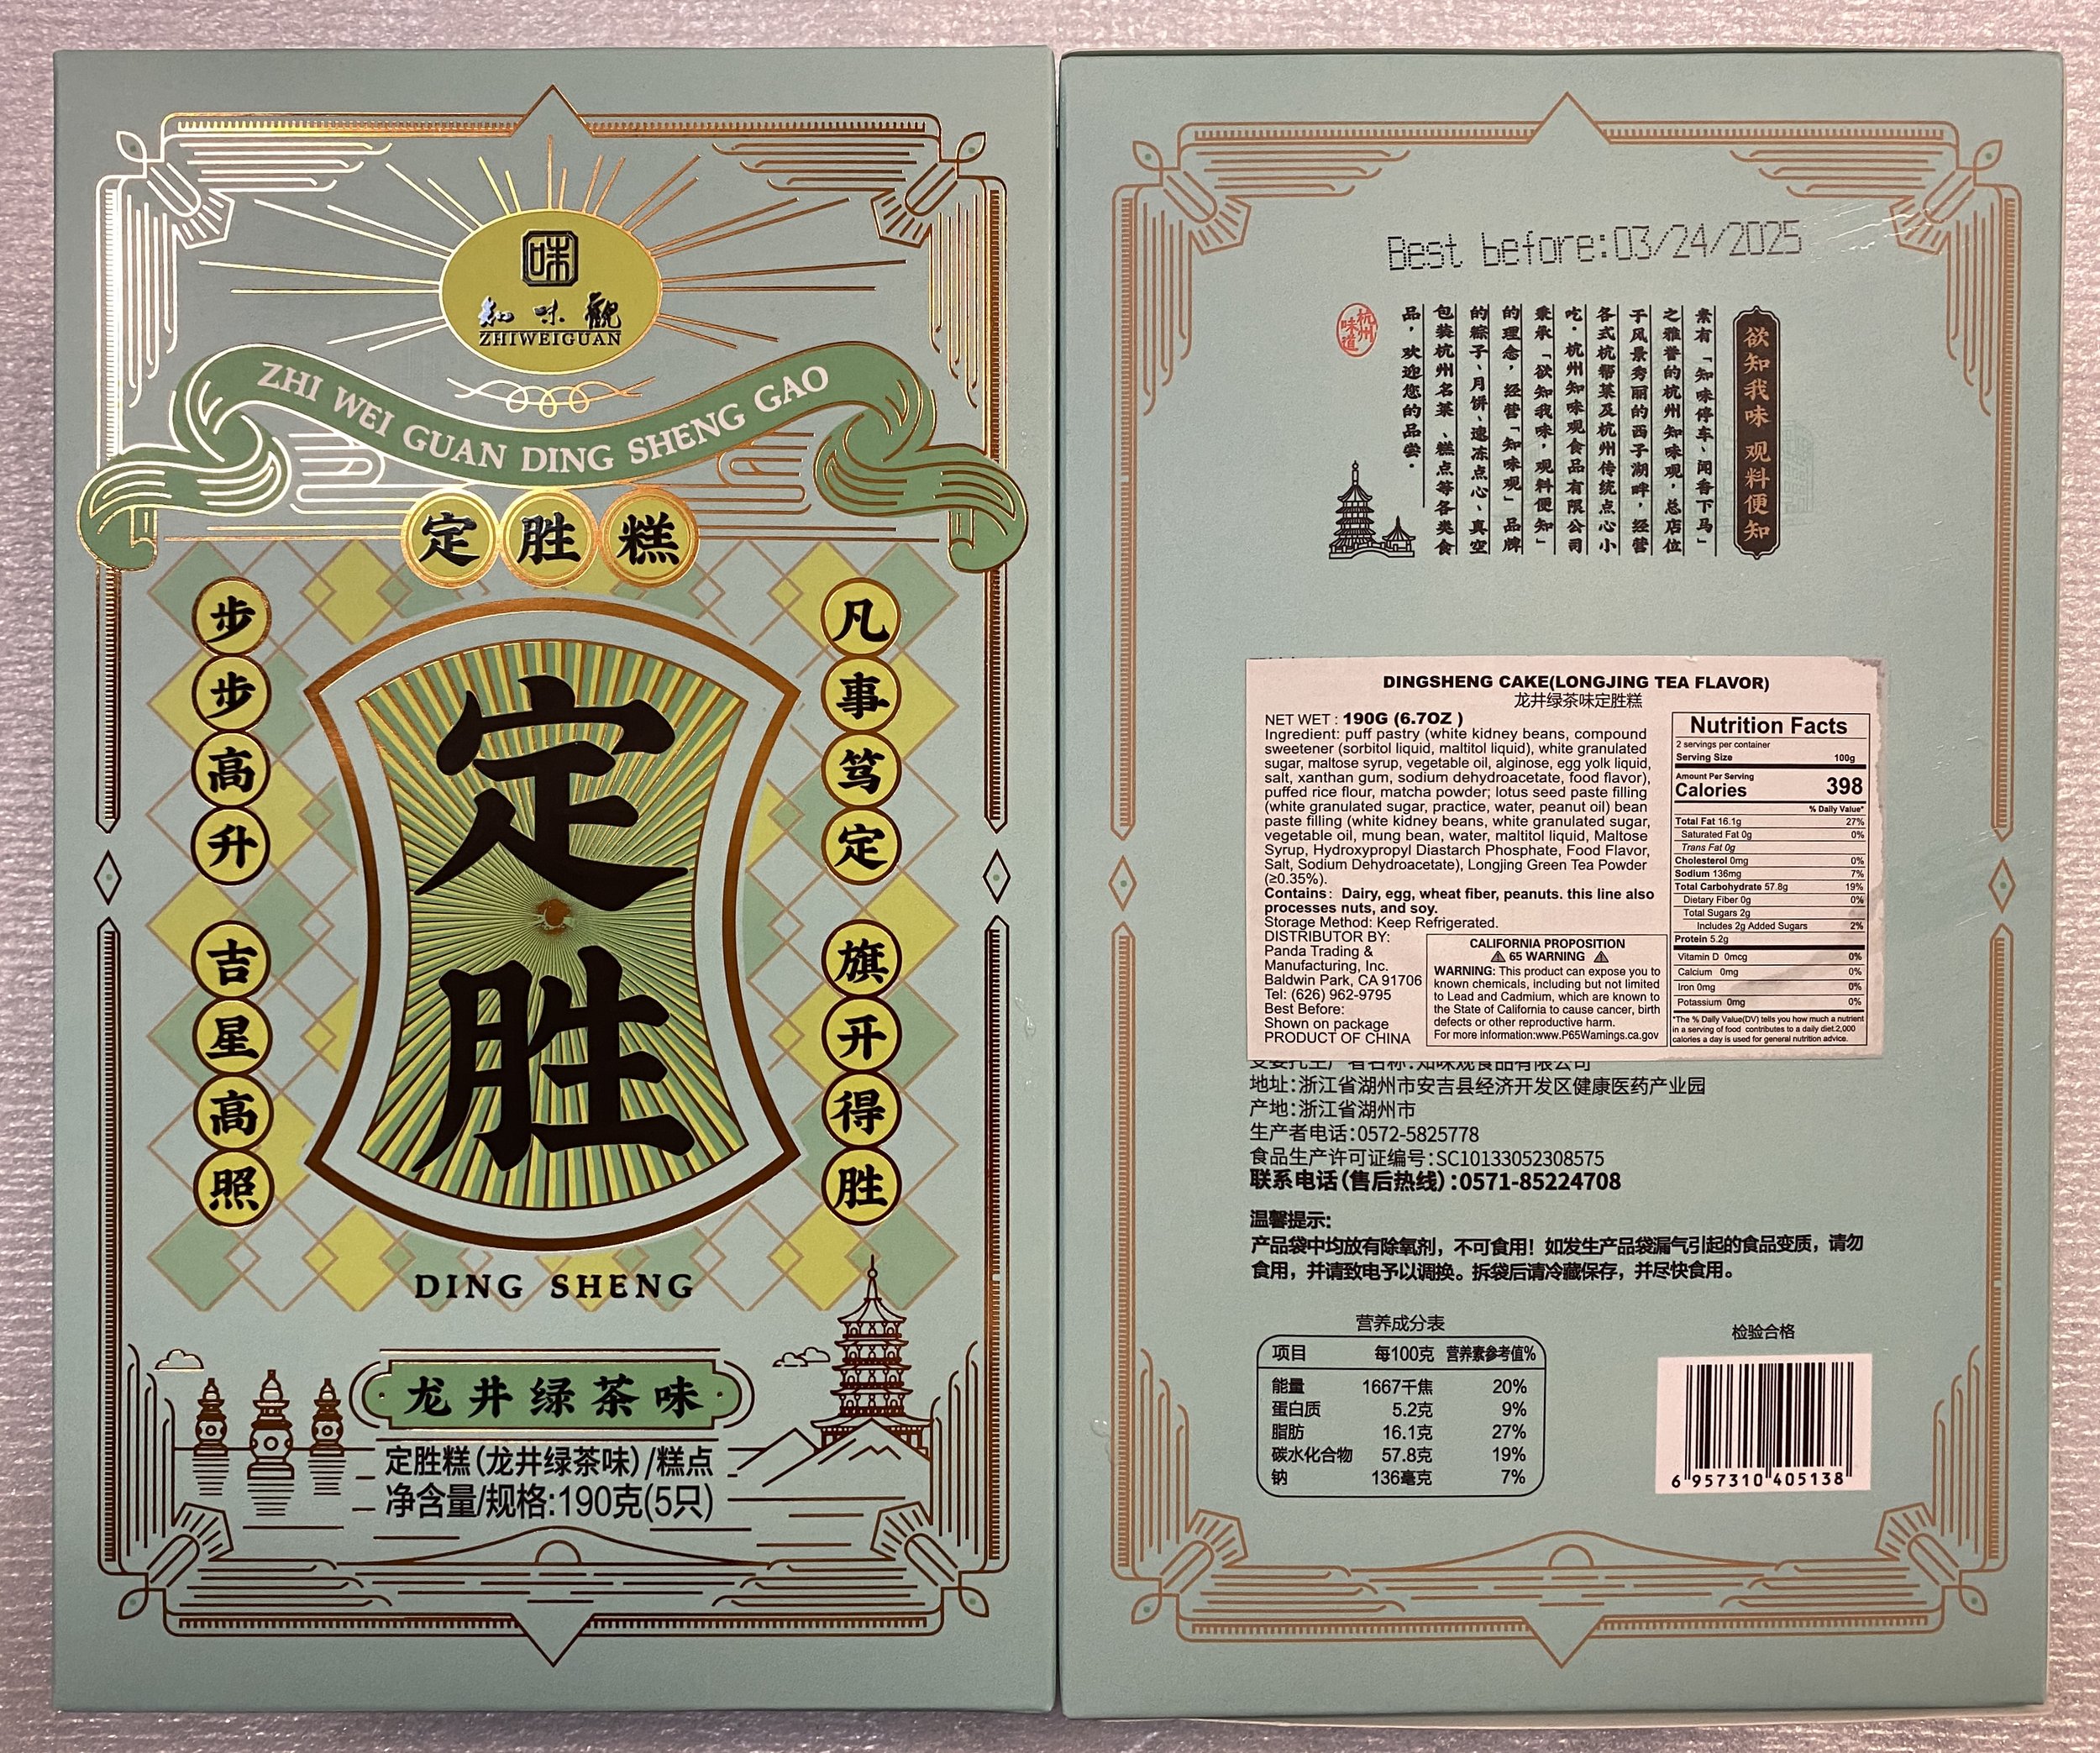 味
知味觀
ZHIWEIGUAN
ZHI WEI GUAN DING SHENG GAO
定胜糕
步步高升
吉星高照
凡事笃定
旗开得胜
定胜
DING SHENG
龙井绿茶味
定胜糕(龙井绿茶味)/糕点
净含量/规格:190克(5只)
Best before:03/24/2025
欲知我味 观料便知
素有「知味停车、闻香下马」
之雅誉的杭州知味观，总店位
于风景秀丽的西子湖畔，经营
各式杭帮菜及杭州传统点心小
吃。杭州知味观食品有限公司
秉承「欲知我味，观料便知」
的理念，经营「知味观」品牌
的粽子、月饼、速冻点心、真空
包装杭州名菜、糕点等各类食
品，欢迎您的品尝。
杭州味道
DINGSHENG CAKE(LONGJING TEA FLAVOR)
龙井绿茶味定胜糕
NET WET : 190G (6.7OZ )
Ingredient: puff pastry (white kidney beans, compound
sweetener (sorbitol liquid, maltitol liquid), white granulated
sugar, maltose syrup, vegetable oil, alginose, egg yolk liquid,
salt, xanthan gum, sodium dehydroacetate, food flavor),
puffed rice flour, matcha powder; lotus seed paste filling
(white granulated sugar, practice, water, peanut oil) bean
paste filling (white kidney beans, white granulated sugar,
vegetable oil, mung bean, water, maltitol liquid, Maltose
Syrup, Hydroxypropyl Diastarch Phosphate, Food Flavor,
Salt, Sodium Dehydroacetate), Longjing Green Tea Powder
(≥0.35%).
Contains: Dairy, egg, wheat fiber, peanuts. this line also
processes nuts, and soy.
Storage Method: Keep Refrigerated.
DISTRIBUTOR BY:
Panda Trading &
Manufacturing, Inc.
Baldwin Park, CA 91706
Tel: (626) 962-9795
Best Before:
Shown on package
PRODUCT OF CHINA
CALIFORNIA PROPOSITION
⚠ 65 WARNING ⚠
WARNING: This product can expose you to
known chemicals, including but not limited
to Lead and Cadmium, which are known to
the State of California to cause cancer, birth
defects or other reproductive harm.
For more information:www.P65Warnings.ca.gov
Nutrition Facts
2 servings per container
Serving Size 100g
Amount Per Serving
Calories 398
% Daily Value*
Total Fat 16.1g 27%
Saturated Fat 0g 0%
Trans Fat 0g
Cholesterol 0mg 0%
Sodium 136mg 7%
Total Carbohydrate 57.8g 19%
Dietary Fiber 0g 0%
Total Sugars 2g
Includes 2g Added Sugars 2%
Protein 5.2g
Vitamin D 0mcg 0%
Calcium 0mg 0%
Iron 0mg 0%
Potassium 0mg 0%
*The % Daily Value(DV) tells you how much a nutrient
in a serving of food contributes to a daily diet.2,000
calories a day is used for general nutrition advice.
受委托生产者名称:知味观食品有限公司
地址:浙江省湖州市安吉县经济开发区健康医药产业园
产地:浙江省湖州市
生产者电话:0572-5825778
食品生产许可证编号:SC10133052308575
联系电话(售后热线):0571-85224708
温馨提示:
产品袋中均放有除氧剂，不可食用！如发生产品袋漏气引起的食品变质，请勿
食用，并请致电予以调换。拆袋后请冷藏保存，并尽快食用。
营养成分表
项目 每100克 营养素参考值%
能量 1667千焦 20%
蛋白质 5.2克 9%
脂肪 16.1克 27%
碳水化合物 57.8克 19%
钠 136毫克 7%
检验合格
6 957310 405138